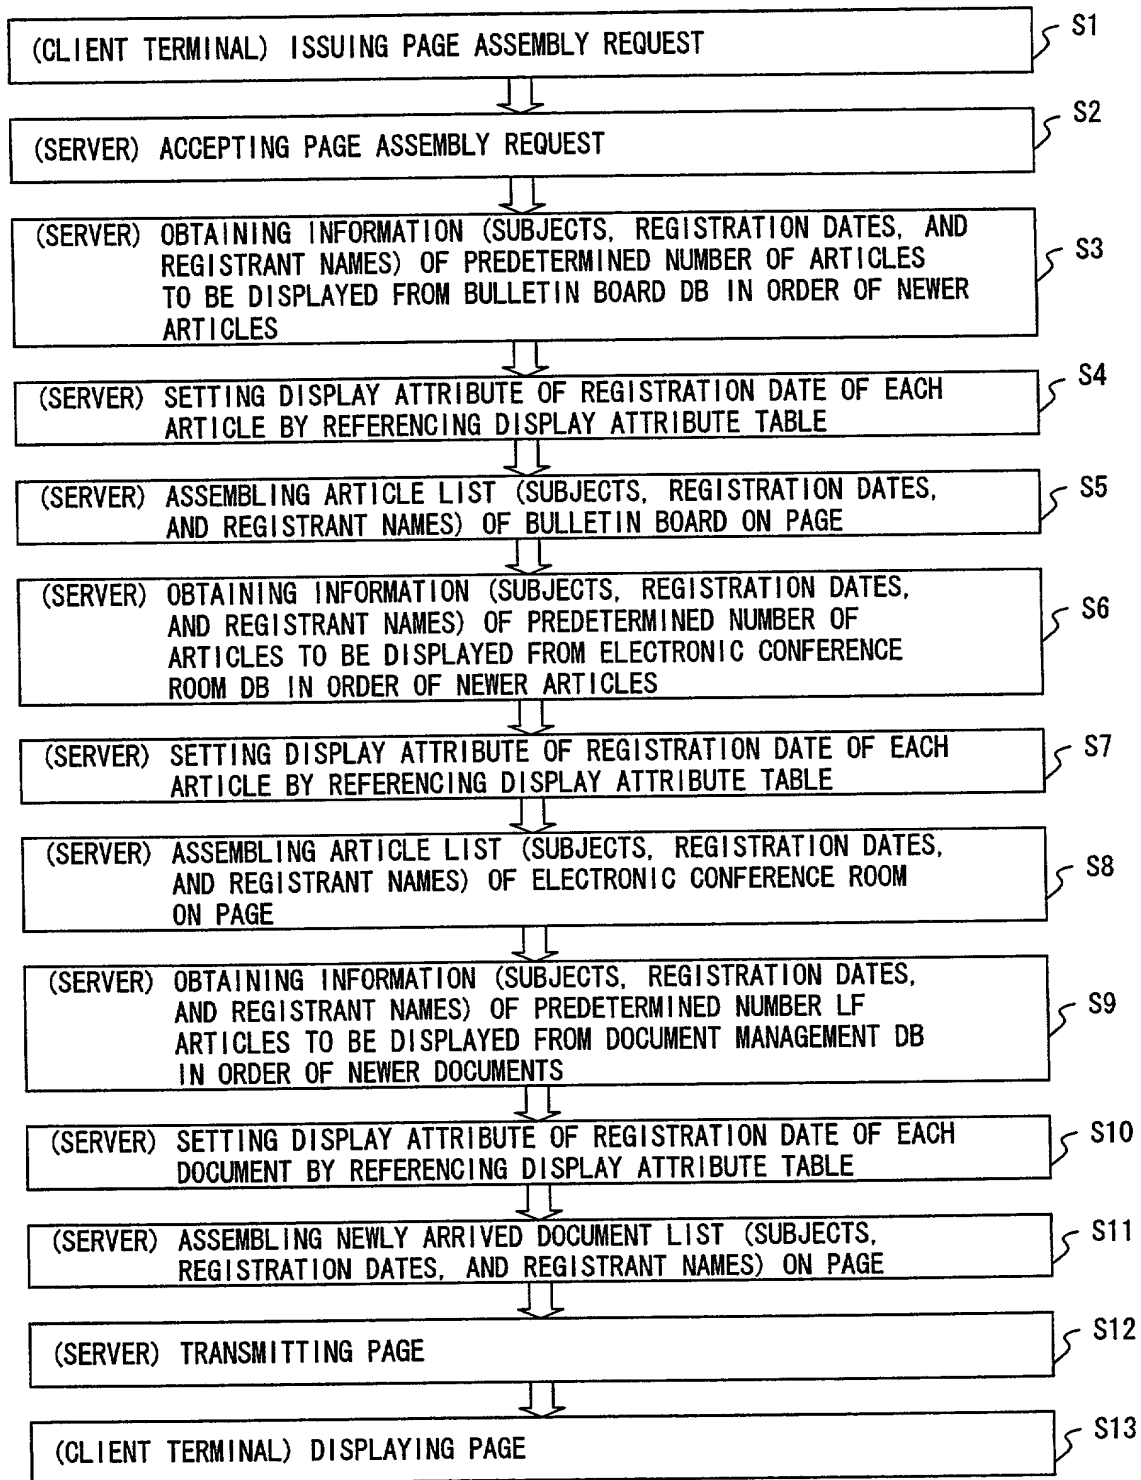 (CLIENT TERMINAL) ISSUING PAGE ASSEMBLY REQUEST
S1
(SERVER) ACCEPTING PAGE ASSEMBLY REQUEST
S2
(SERVER) OBTAINING INFORMATION (SUBJECTS, REGISTRATION DATES, AND
REGISTRANT NAMES) OF PREDETERMINED NUMBER OF ARTICLES
TO BE DISPLAYED FROM BULLETIN BOARD DB IN ORDER OF NEWER
ARTICLES
S3
(SERVER) SETTING DISPLAY ATTRIBUTE OF REGISTRATION DATE OF EACH
ARTICLE BY REFERENCING DISPLAY ATTRIBUTE TABLE
S4
(SERVER) ASSEMBLING ARTICLE LIST (SUBJECTS, REGISTRATION DATES,
AND REGISTRANT NAMES) OF BULLETIN BOARD ON PAGE
S5
(SERVER) OBTAINING INFORMATION (SUBJECTS, REGISTRATION DATES,
AND REGISTRANT NAMES) OF PREDETERMINED NUMBER OF
ARTICLES TO BE DISPLAYED FROM ELECTRONIC CONFERENCE
ROOM DB IN ORDER OF NEWER ARTICLES
S6
(SERVER) SETTING DISPLAY ATTRIBUTE OF REGISTRATION DATE OF EACH
ARTICLE BY REFERENCING DISPLAY ATTRIBUTE TABLE
S7
(SERVER) ASSEMBLING ARTICLE LIST (SUBJECTS, REGISTRATION DATES,
AND REGISTRANT NAMES) OF ELECTRONIC CONFERENCE ROOM
ON PAGE
S8
(SERVER) OBTAINING INFORMATION (SUBJECTS, REGISTRATION DATES,
AND REGISTRANT NAMES) OF PREDETERMINED NUMBER LF
ARTICLES TO BE DISPLAYED FROM DOCUMENT MANAGEMENT DB
IN ORDER OF NEWER DOCUMENTS
S9
(SERVER) SETTING DISPLAY ATTRIBUTE OF REGISTRATION DATE OF EACH
DOCUMENT BY REFERENCING DISPLAY ATTRIBUTE TABLE
S10
(SERVER) ASSEMBLING NEWLY ARRIVED DOCUMENT LIST (SUBJECTS,
REGISTRATION DATES, AND REGISTRANT NAMES) ON PAGE
S11
(SERVER) TRANSMITTING PAGE
S12
(CLIENT TERMINAL) DISPLAYING PAGE
S13